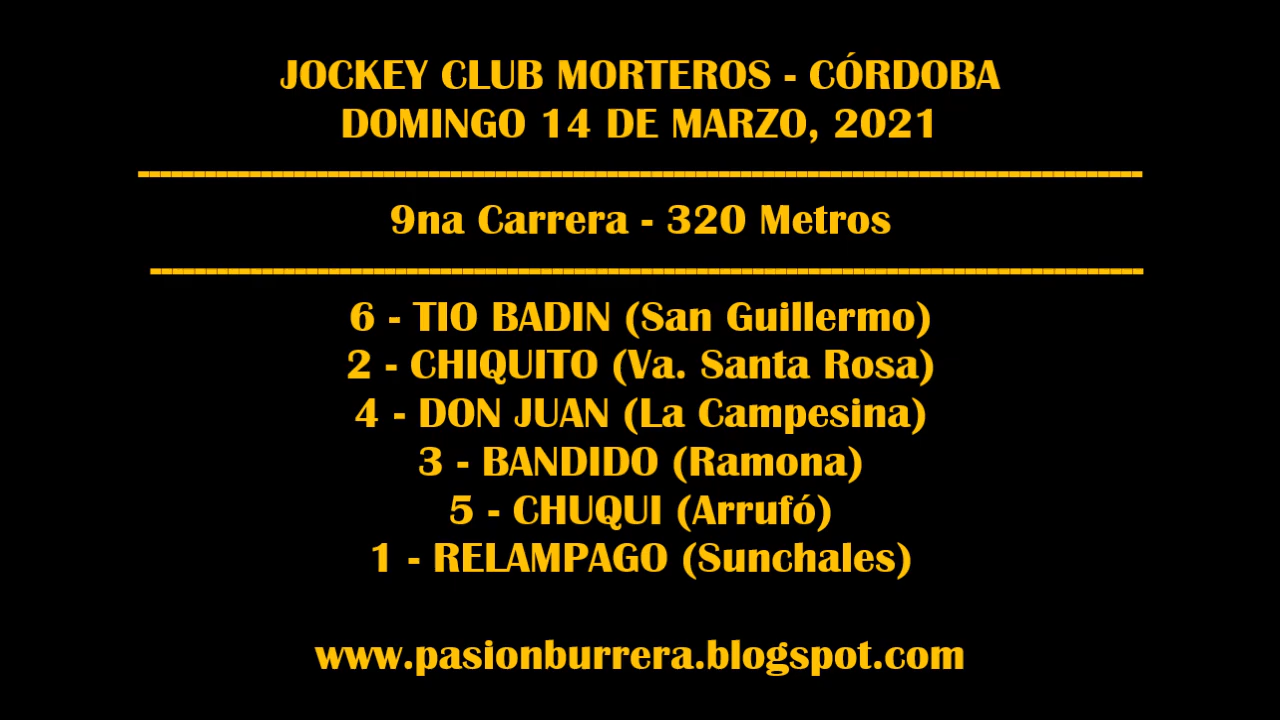 JOCKEY CLUB MORTEROS - CÓRDOBA
DOMINGO 14 DE MARZO, 2021
9na Carrera - 320 Metros
6 - TIO BADIN (San Guillermo)
2 - CHIQUITO (Va. Santa Rosa)
4 - DON JUAN (La Campesina)
3 - BANDIDO (Ramona)
5 - CHUQUI (Arrufó)
1 - RELAMPAGO (Sunchales)
www.pasionburrera.blogspot.com